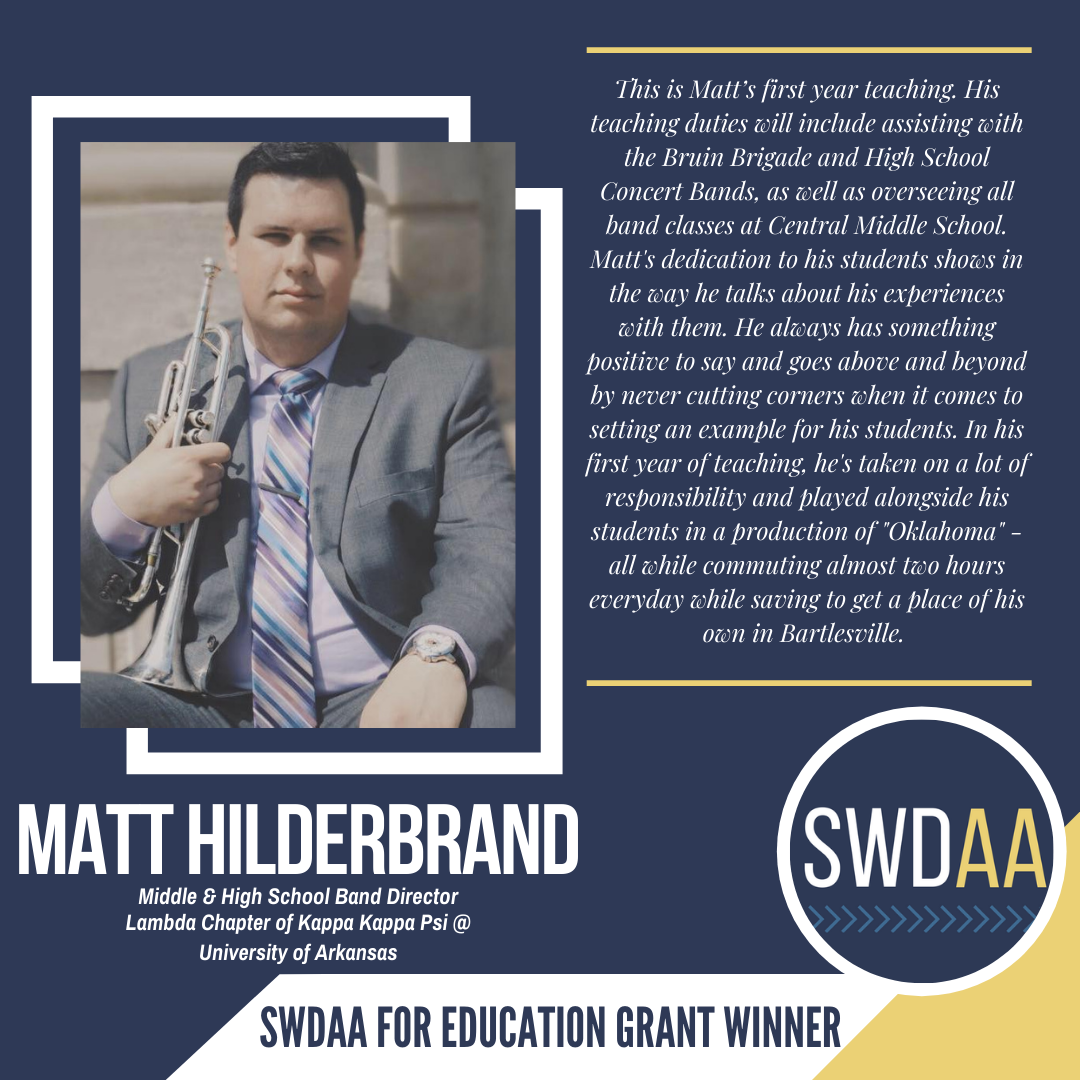 This is Matt’s first year teaching. His
teaching duties will include assisting with
the Bruin Brigade and High School
Concert Bands, as well as overseeing all
band classes at Central Middle School.
Matt's dedication to his students shows in
the way he talks about his experiences
with them. He always has something
positive to say and goes above and beyond
by never cutting corners when it comes to
setting an example for his students. In his
first year of teaching, he's taken on a lot of
responsibility and played alongside his
students in a production of "Oklahoma" -
all while commuting almost two hours
everyday while saving to get a place of his
own in Bartlesville.
MATT HILDERBRAND
Middle & High School Band Director
Lambda Chapter of Kappa Kappa Psi @
University of Arkansas
SWDAA
SWDAA FOR EDUCATION GRANT WINNER